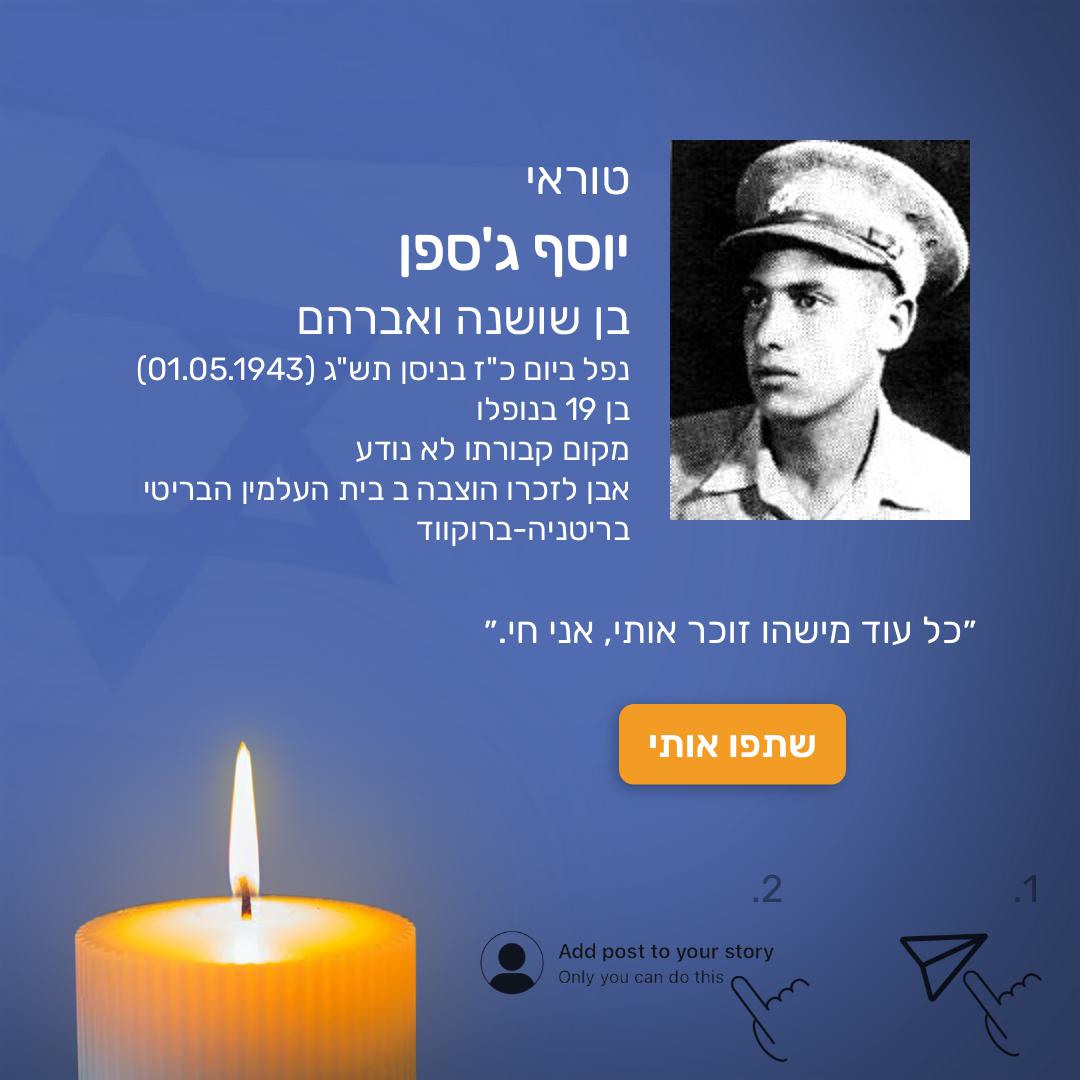 טוראי
יוסף ג'ספן
בן שושנה ואברהם
נפל ביום כ"ז בניסן תש"ג (01.05.1943)
בן 19 בנופלו
מקום קבורתו לא נודע
אבן לזכרו הוצבה ב בית העלמין הבריטי
בריטניה-ברוקווד
״כל עוד מישהו זוכר אותי, אני חי.״
שתפו אותי
1.
2.
Add post to your story
Only you can do this